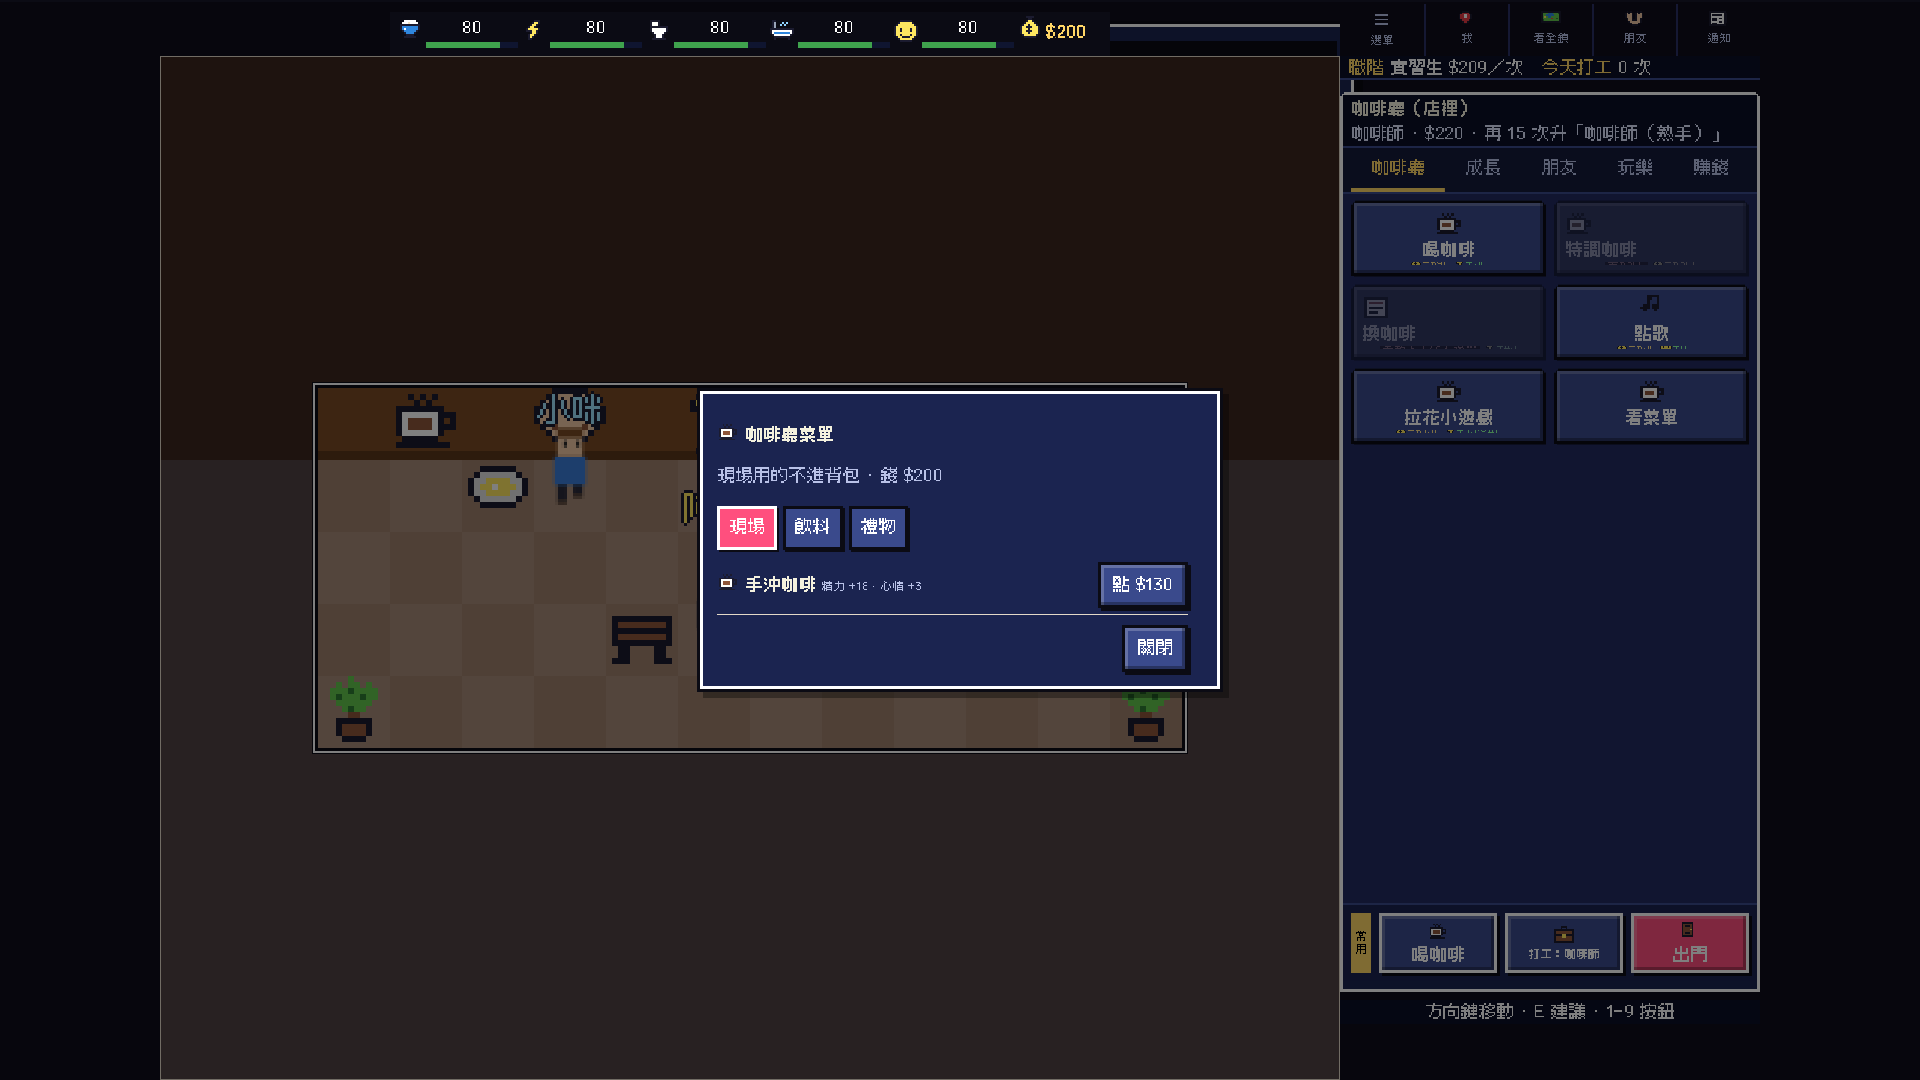 80 80 80 80 80 $200
選單 我 看全鎮 朋友 通知
職階 實習生 $209／次 今天打工 0 次
咖啡廳（店裡）
咖啡師 · $220 · 再 15 次升「咖啡師（熟手）」
咖啡廳 成長 朋友 玩樂 賺錢
喝咖啡 特調咖啡
換咖啡 點歌
拉花小遊戲 看菜單
小咪
咖啡廳菜單
現場用的不進背包 · 錢 $200
現場 飲料 禮物
手沖咖啡 精力 +18 · 心情 +3 點 $130
關閉
常用 喝咖啡 打工：咖啡師 出門
方向鍵移動 · E 建議 · 1-9 按鈕